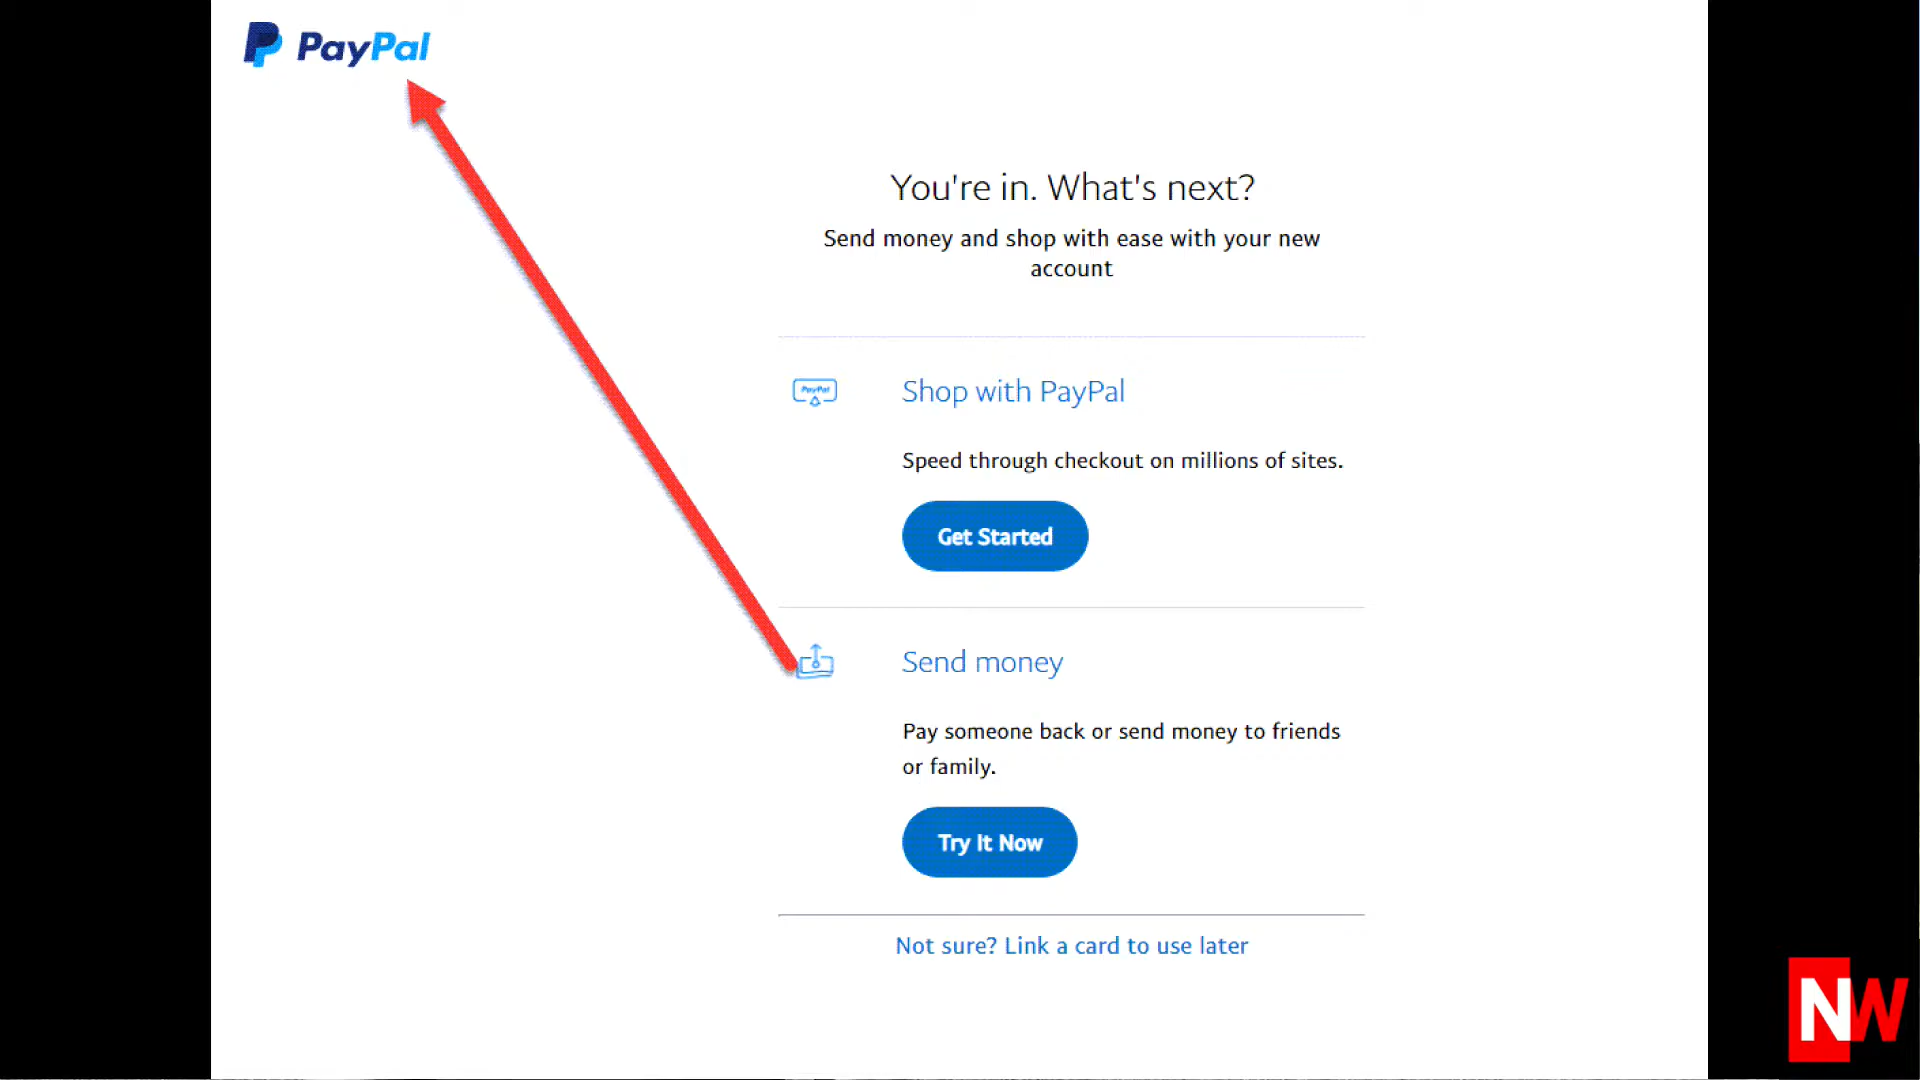 PayPal
You're in. What's next?
Send money and shop with ease with your new
account
PayPal
Shop with PayPal
Speed through checkout on millions of sites.
Get Started
Send money
Pay someone back or send money to friends
or family.
Try It Now
Not sure? Link a card to use later
NW